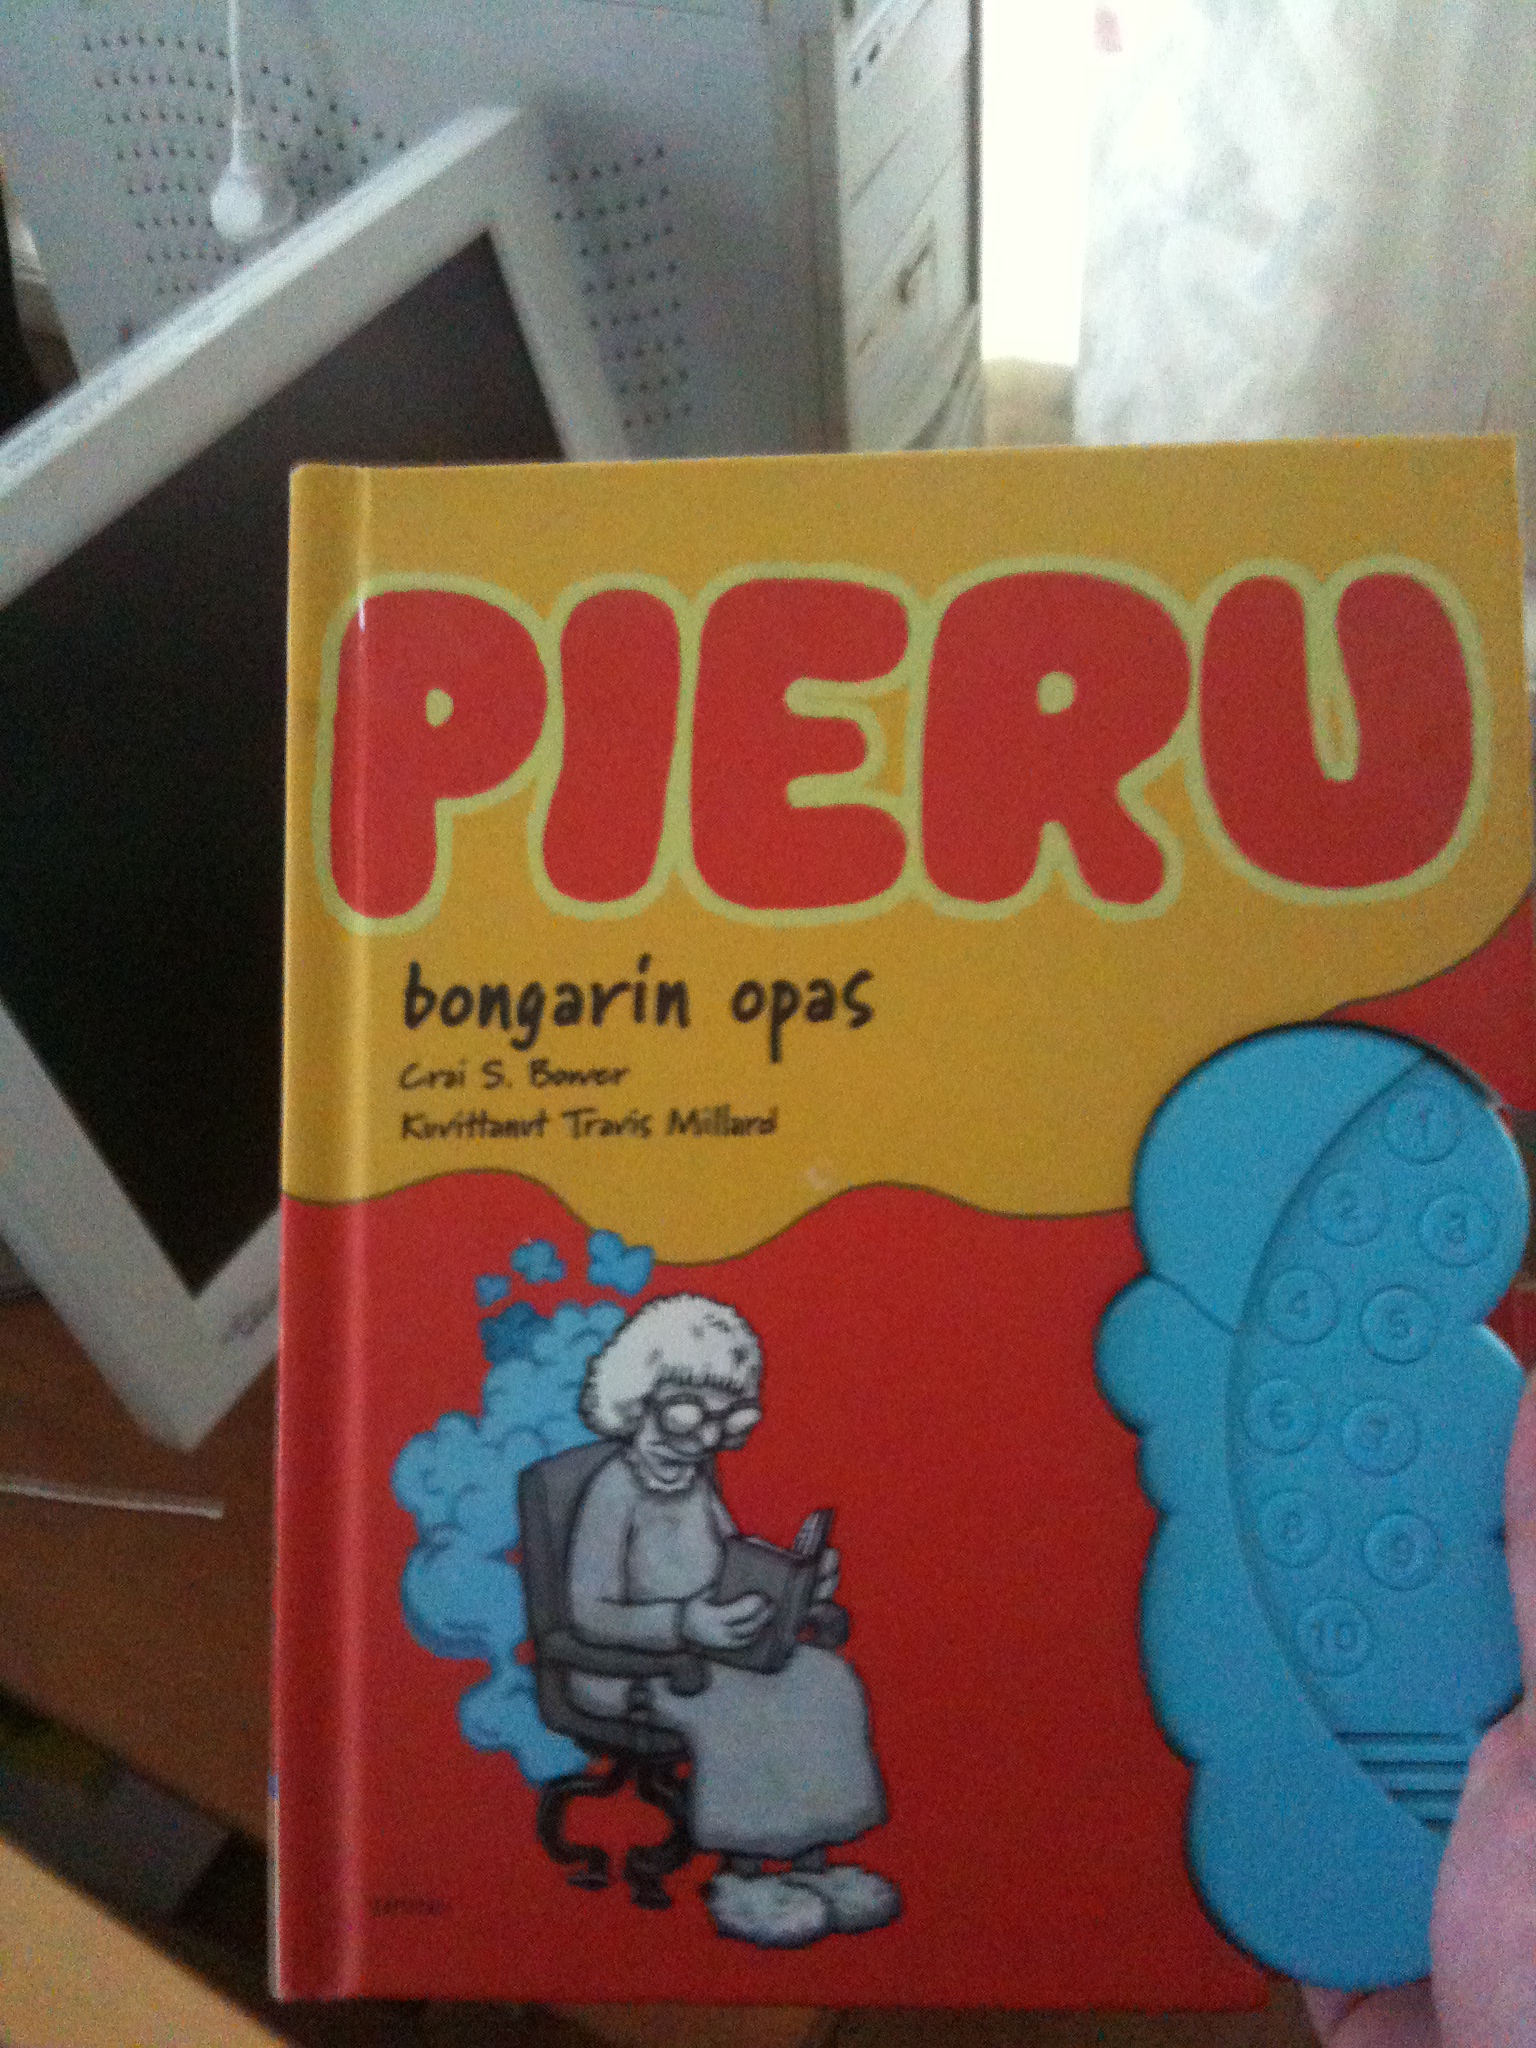 PIERU
bongarin opas
Crai S. Bower
Kuvittanut Travis Millard
1
2 3
4 5
6 7
8 9
10